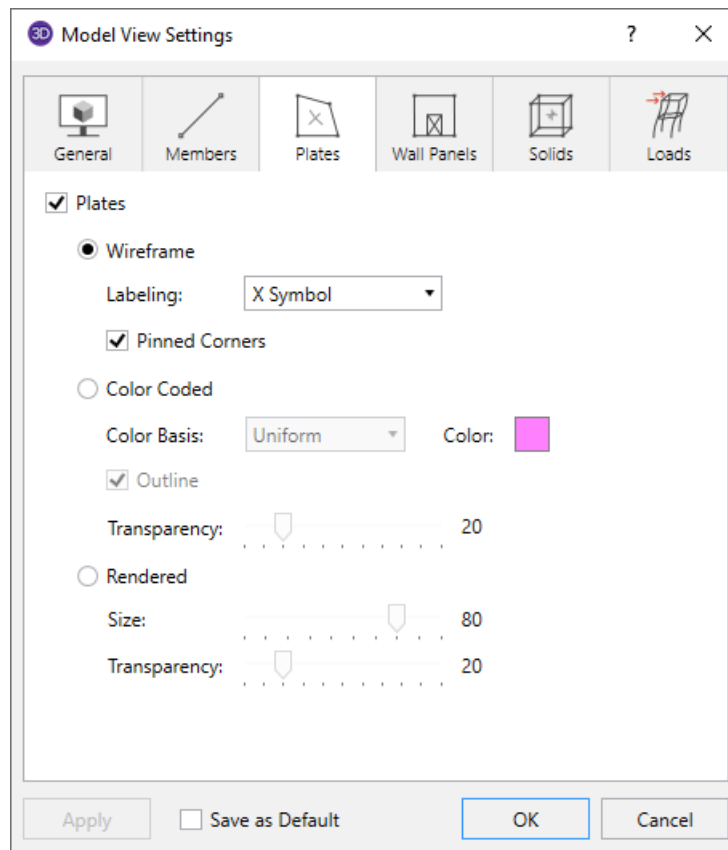 3D Model View Settings ?
General Members Plates Wall Panels Solids Loads
Plates
Wireframe
Labeling: X Symbol
Pinned Corners
Color Coded
Color Basis: Uniform Color:
Outline
Transparency: 20
Rendered
Size: 80
Transparency: 20
Apply Save as Default OK Cancel